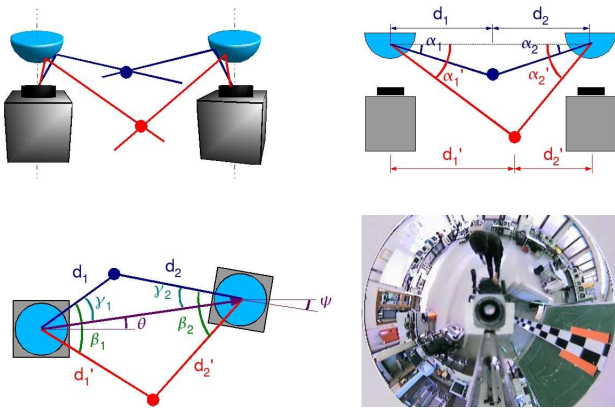 d₁ d₂
α₁ α₂
α₁' α₂'
d₁' d₂'
d₁ d₂
γ₁ γ₂
θ ψ
β₁ β₂
d₁' d₂'